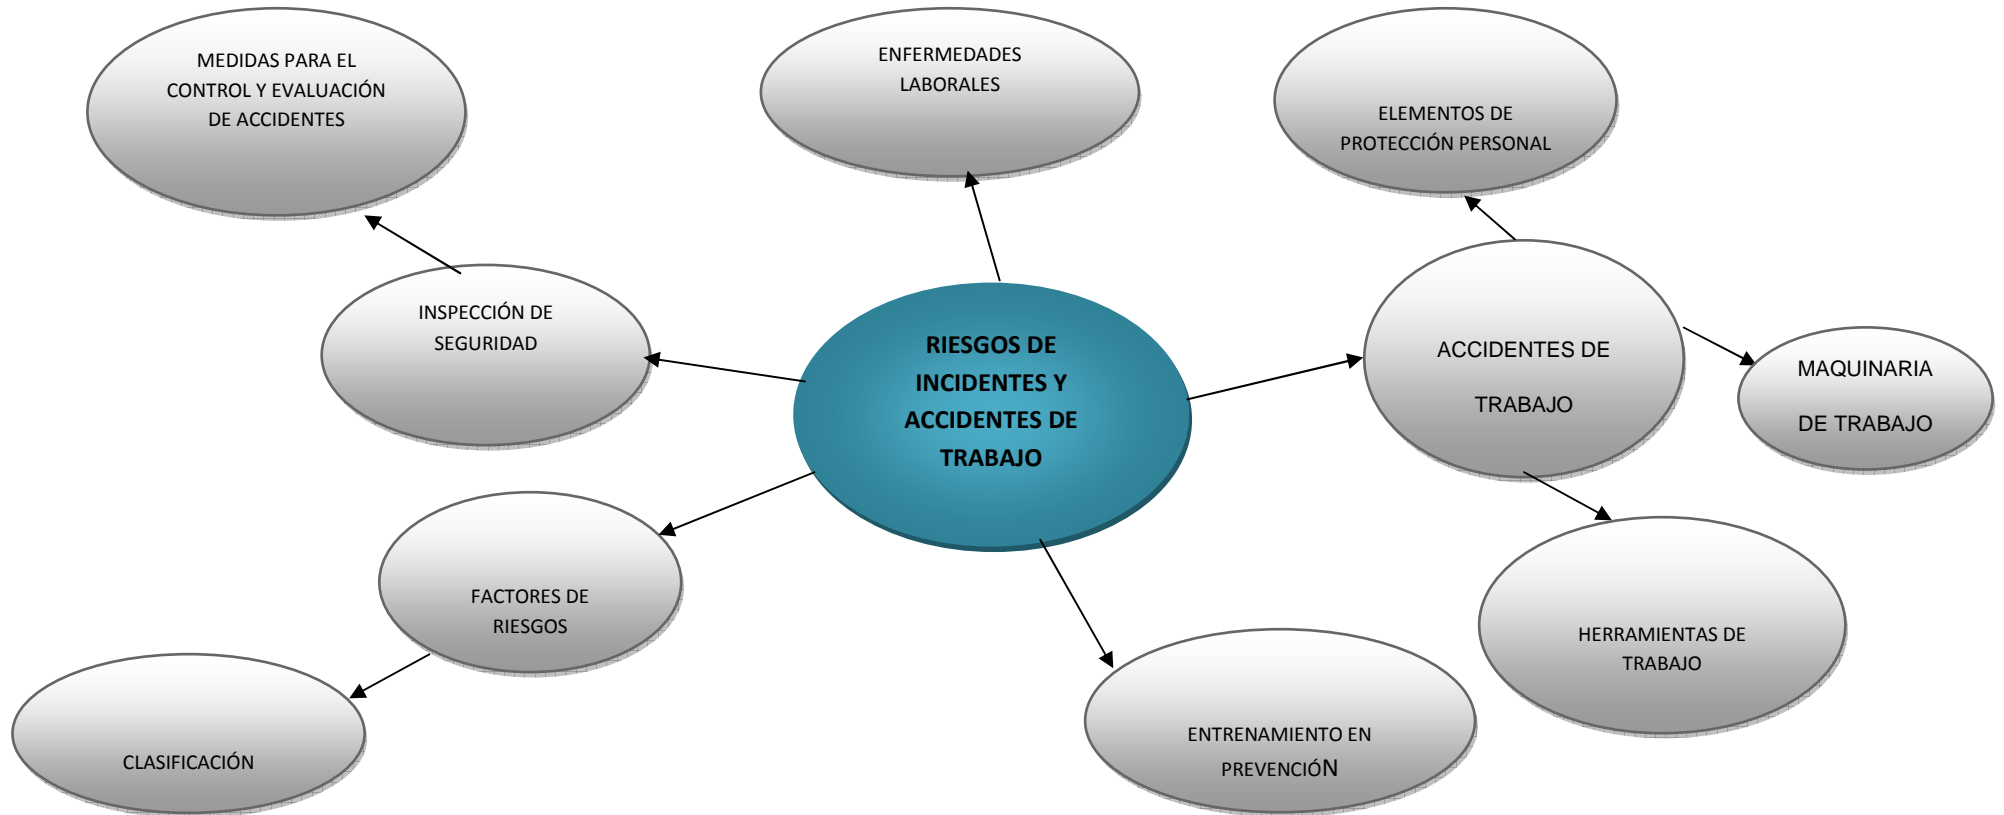 MEDIDAS PARA EL
CONTROL Y EVALUACIÓN
DE ACCIDENTES
ENFERMEDADES
LABORALES
ELEMENTOS DE
PROTECCIÓN PERSONAL
INSPECCIÓN DE
SEGURIDAD
RIESGOS DE
INCIDENTES Y
ACCIDENTES DE
TRABAJO
ACCIDENTES DE
TRABAJO
MAQUINARIA
DE TRABAJO
FACTORES DE
RIESGOS
HERRAMIENTAS DE
TRABAJO
CLASIFICACIÓN
ENTRENAMIENTO EN
PREVENCIÓN